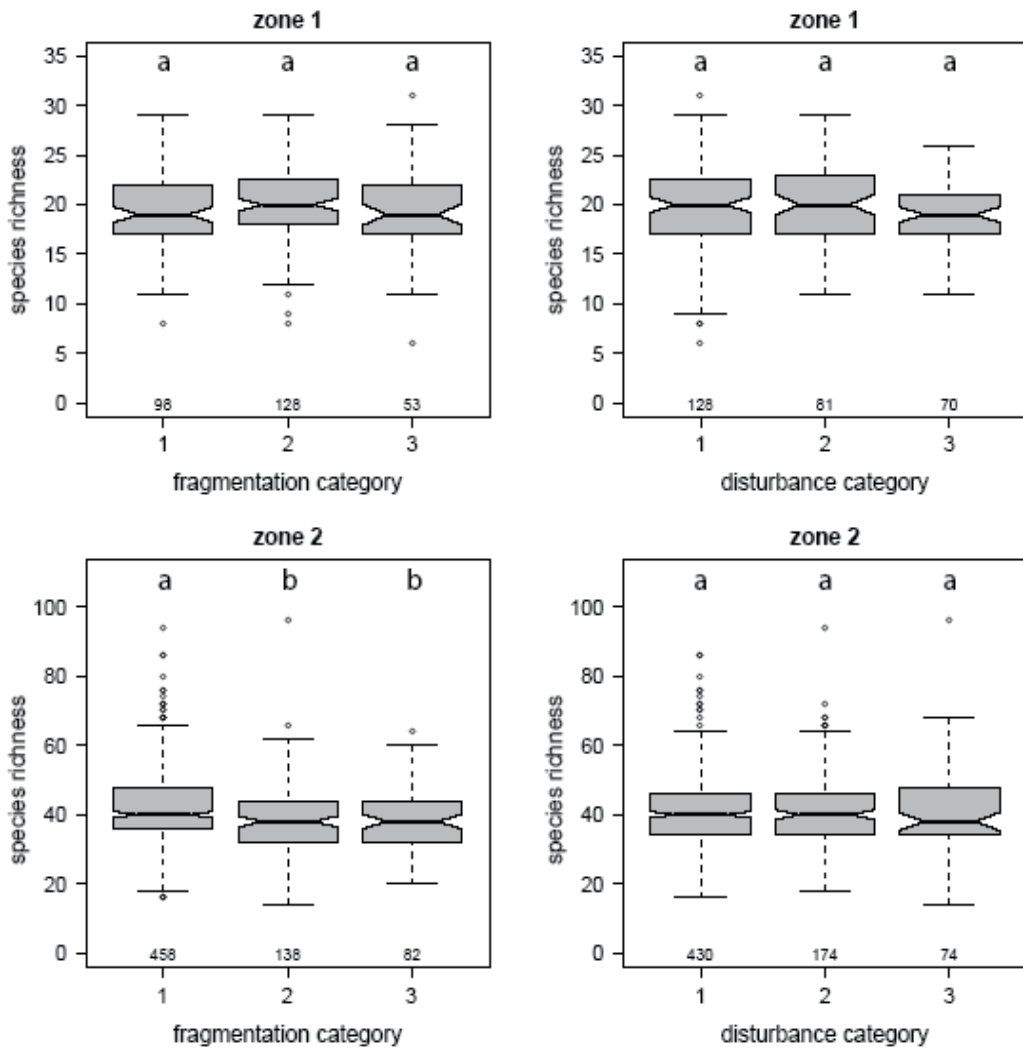 zone 1
species richness
35
30
25
20
15
10
5
0
a a a
98 128 53
1 2 3
fragmentation category
zone 1
species richness
35
30
25
20
15
10
5
0
a a a
128 81 70
1 2 3
disturbance category
zone 2
species richness
100
80
60
40
20
0
a b b
458 138 82
1 2 3
fragmentation category
zone 2
species richness
100
80
60
40
20
0
a a a
430 174 74
1 2 3
disturbance category